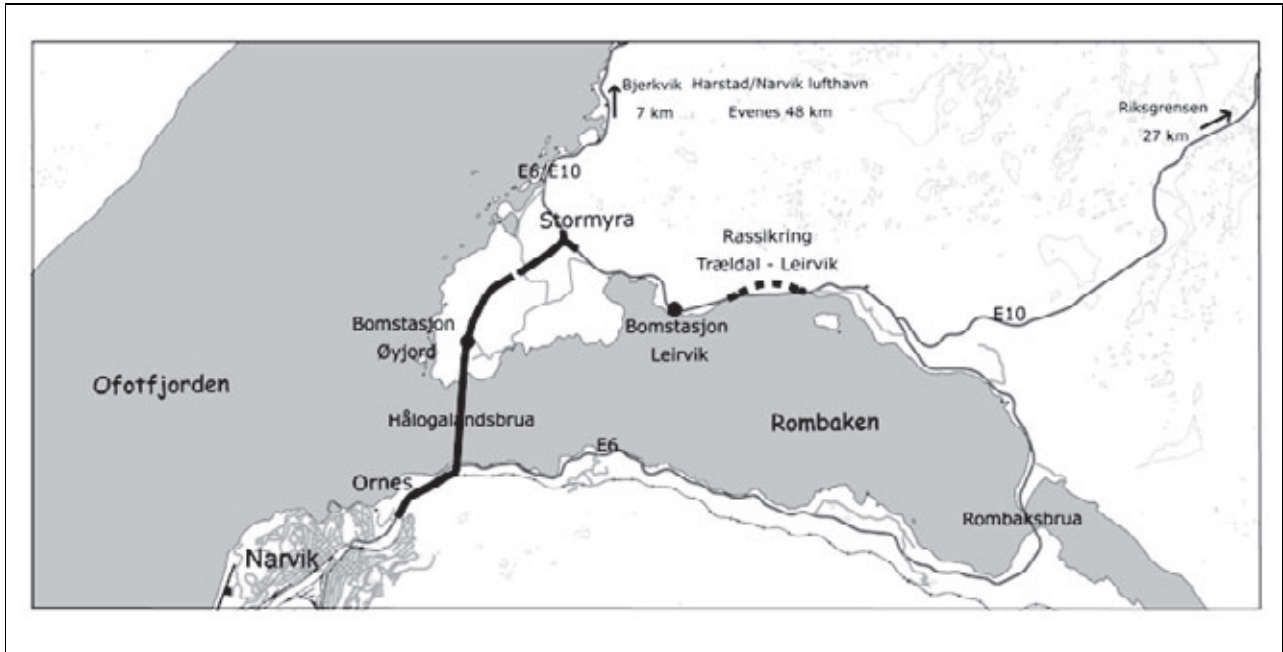 Bjerkvik Harstad/Narvik lufthavn
7 km Evenes 48 km
Riksgrensen
27 km
E6/E10
Stormyra
Rassikring
Trældal - Leirvik
E10
Bomstasjon
Øyjord
Bomstasjon
Leirvik
Ofotfjorden
Hålogalandsbrua
Rombaken
E6
Ornes
Rombaksbrua
Narvik